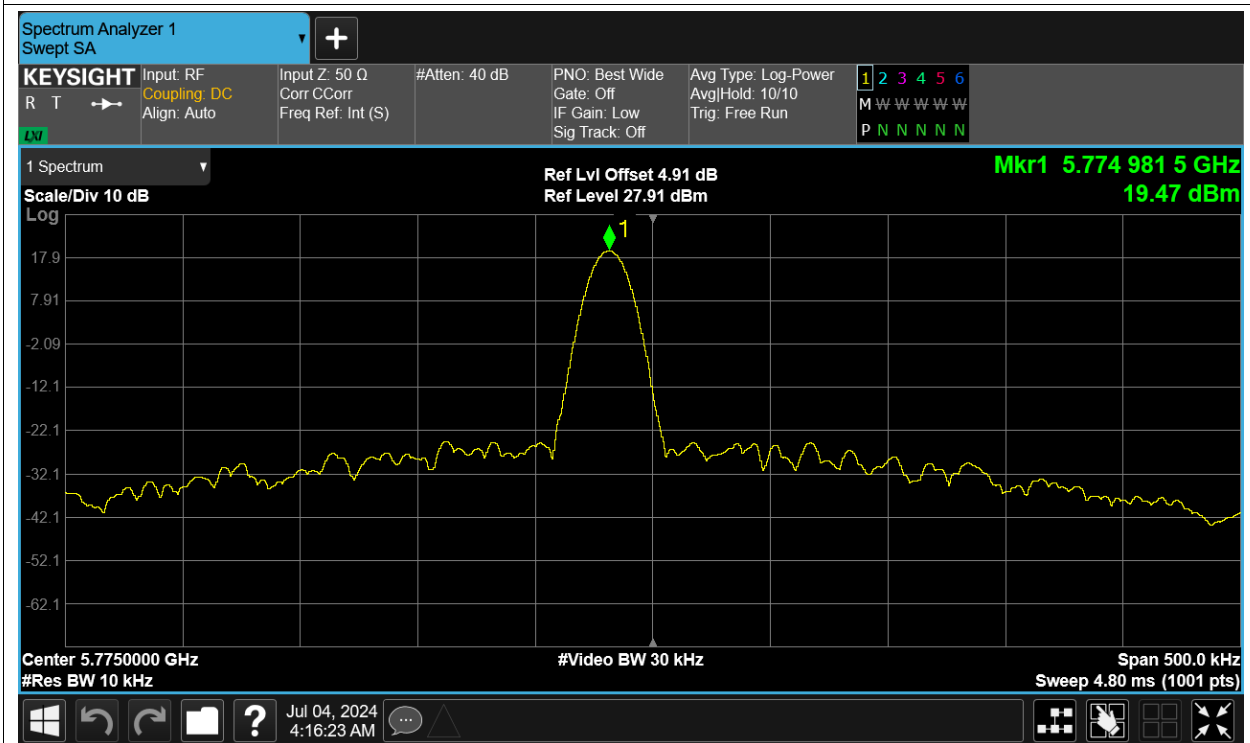 Spectrum Analyzer 1
Swept SA
KEYSIGHT
R T
LXI
Input: RF
Coupling: DC
Align: Auto
Input Z: 50 Ω
Corr CCorr
Freq Ref: Int (S)
#Atten: 40 dB
PNO: Best Wide
Gate: Off
IF Gain: Low
Sig Track: Off
Avg Type: Log-Power
Avg|Hold: 10/10
Trig: Free Run
1 2 3 4 5 6
M W W W W W W
P N N N N N
1 Spectrum
Scale/Div 10 dB
Log
Ref Lvl Offset 4.91 dB
Ref Level 27.91 dBm
Mkr1 5.774 981 5 GHz
19.47 dBm
1
17.9
7.91
-2.09
-12.1
-22.1
-32.1
-42.1
-52.1
-62.1
Center 5.7750000 GHz
#Video BW 30 kHz
Span 500.0 kHz
#Res BW 10 kHz
Sweep 4.80 ms (1001 pts)
?
Jul 04, 2024
4:16:23 AM